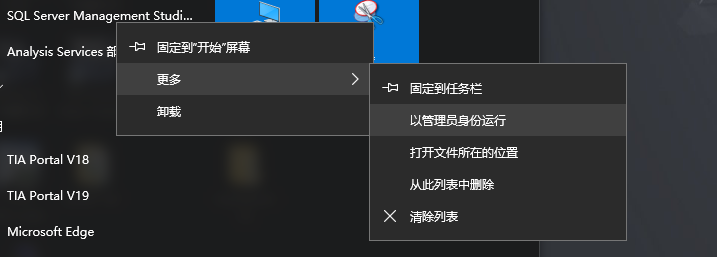 SQL Server Management Studi...
Analysis Services 部
TIA Portal V18
TIA Portal V19
Microsoft Edge
固定到"开始"屏幕
更多
卸载
固定到任务栏
以管理员身份运行
打开文件所在的位置
从此列表中删除
清除列表